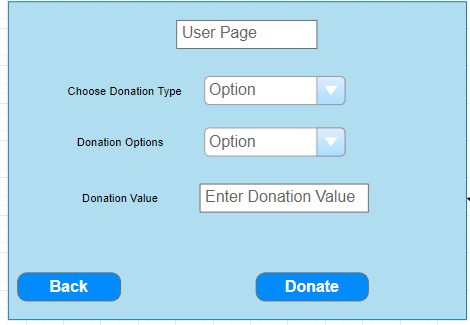 User Page
Choose Donation Type Option
Donation Options Option
Donation Value Enter Donation Value
Back Donate